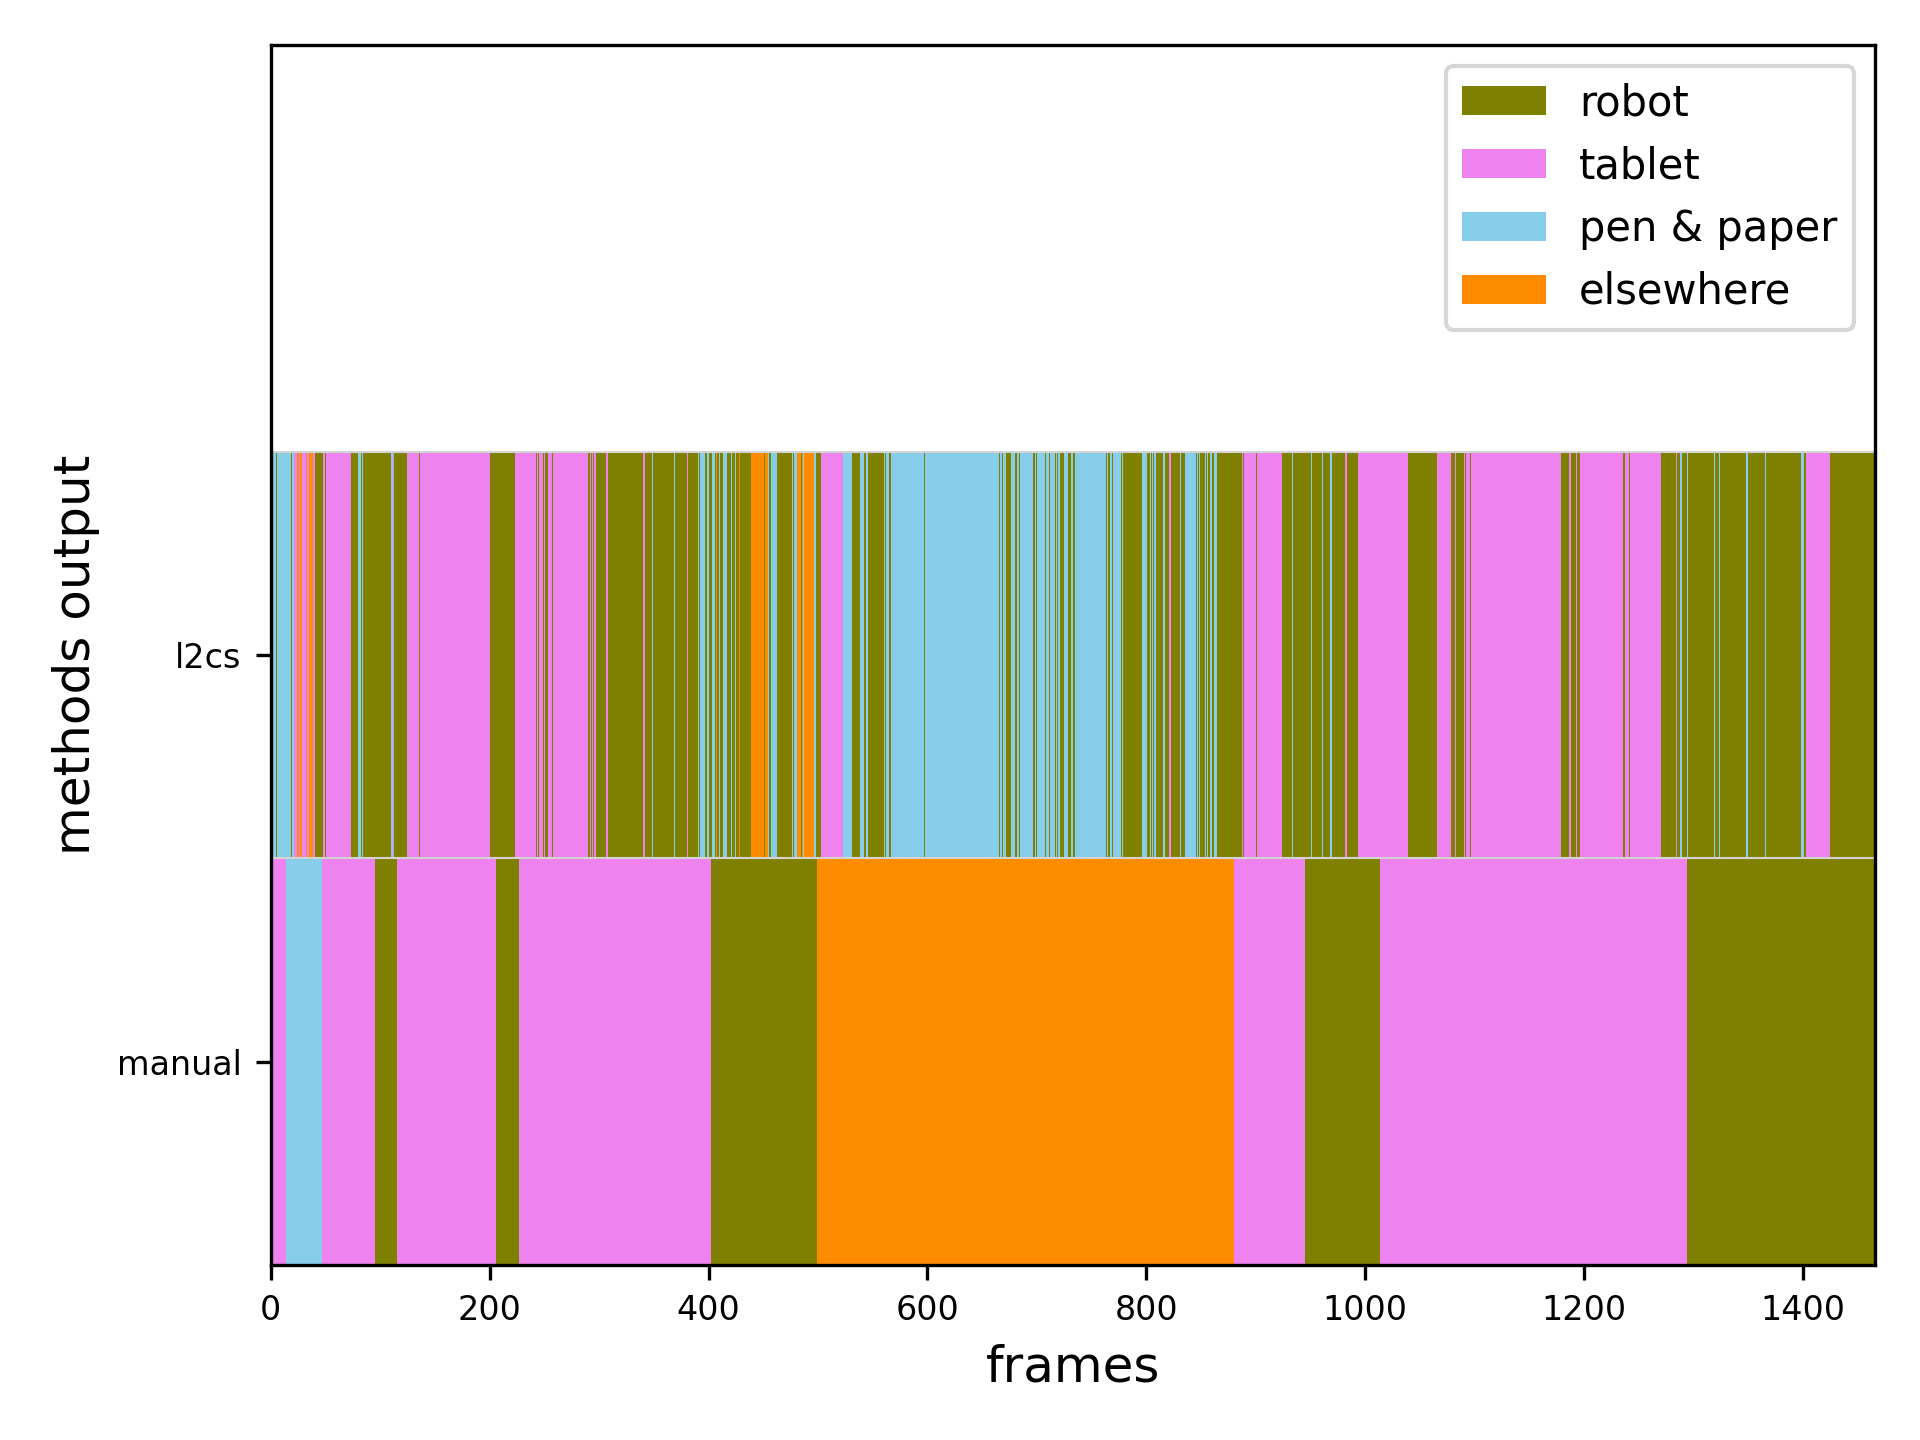 robot
tablet
pen & paper
elsewhere
methods output
l2cs
manual
0 200 400 600 800 1000 1200 1400
frames